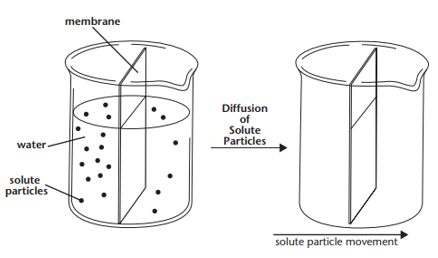 membrane
water
solute
particles
Diffusion
of
Solute
Particles
solute particle movement